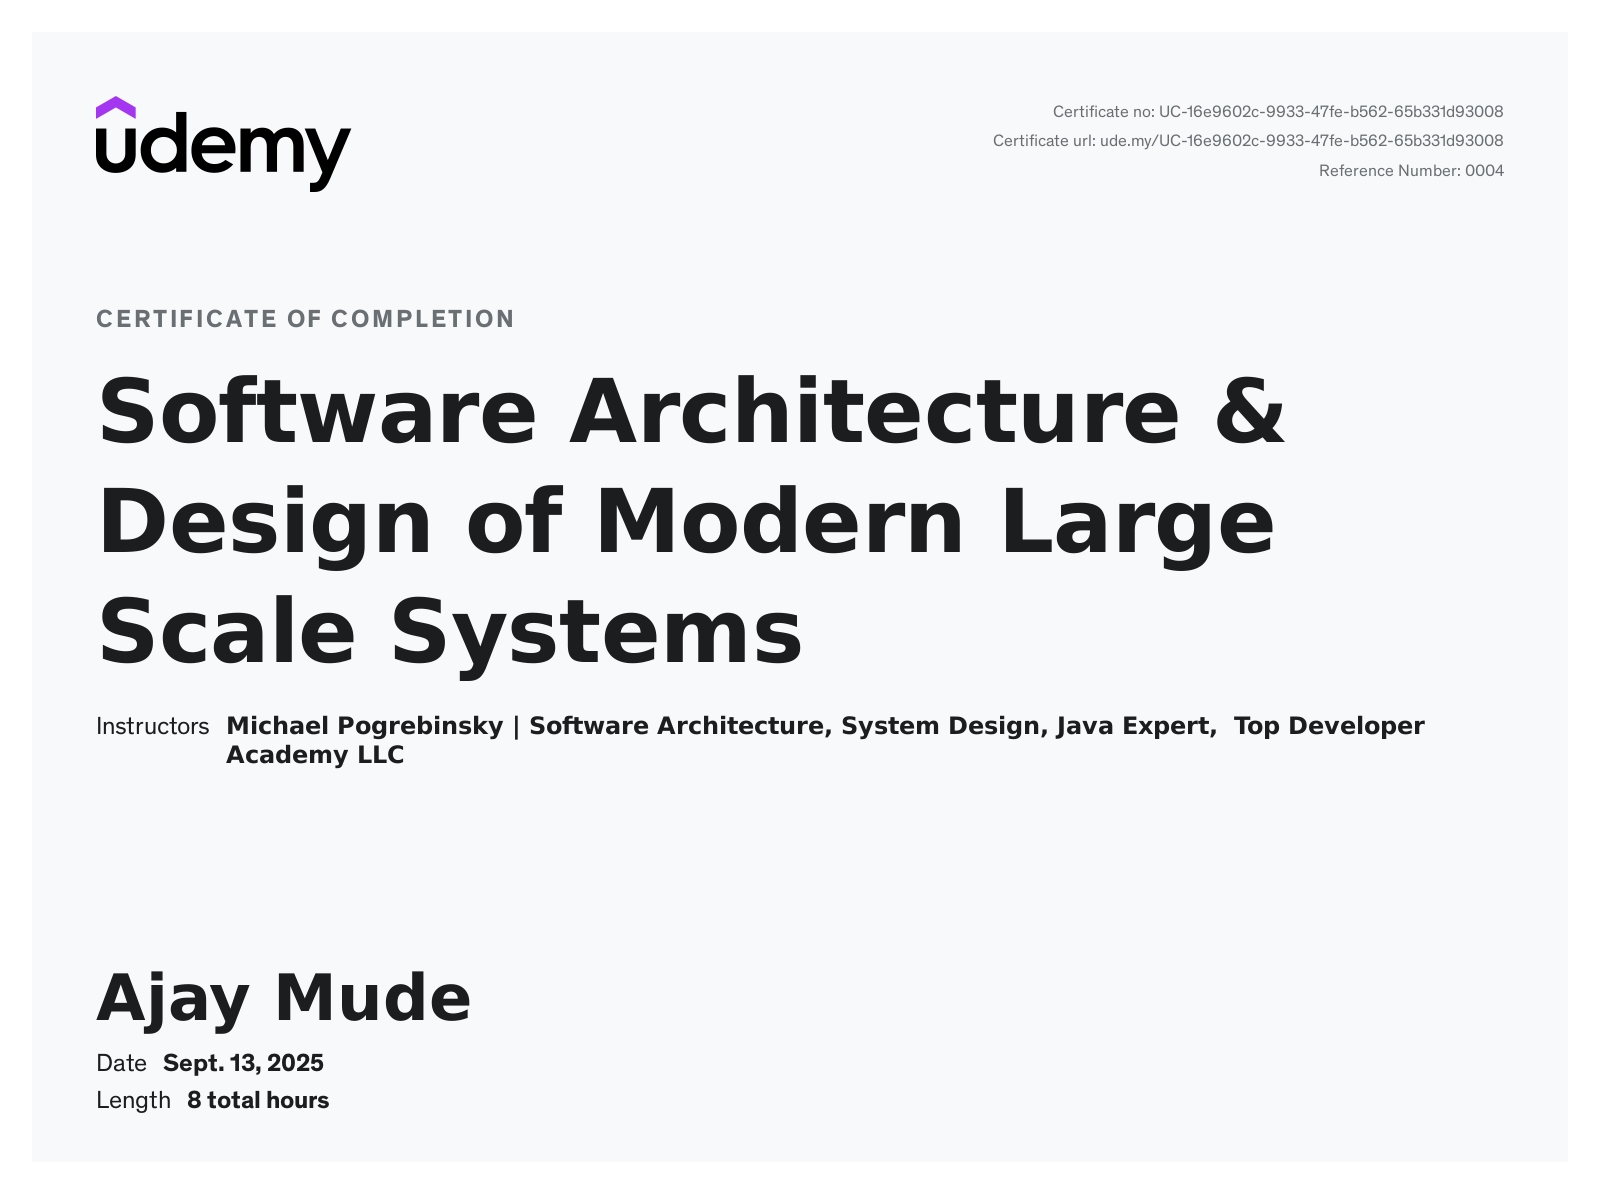 udemy
Certificate no: UC-16e9602c-9933-47fe-b562-65b331d93008
Certificate url: ude.my/UC-16e9602c-9933-47fe-b562-65b331d93008
Reference Number: 0004
CERTIFICATE OF COMPLETION
Software Architecture &
Design of Modern Large
Scale Systems
Instructors Michael Pogrebinsky | Software Architecture, System Design, Java Expert,  Top Developer
Academy LLC
Ajay Mude
Date Sept. 13, 2025
Length 8 total hours